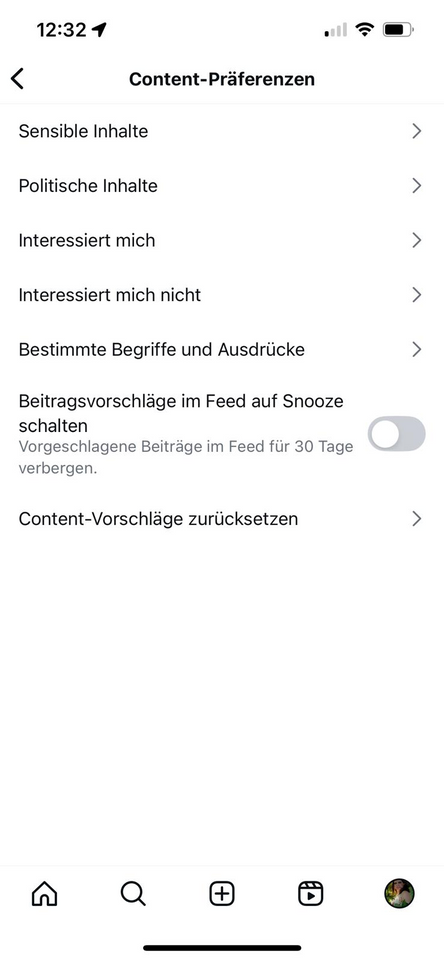 12:32
Content-Präferenzen
Sensible Inhalte
Politische Inhalte
Interessiert mich
Interessiert mich nicht
Bestimmte Begriffe und Ausdrücke
Beitragsvorschläge im Feed auf Snooze
schalten
Vorgeschlagene Beiträge im Feed für 30 Tage
verbergen.
Content-Vorschläge zurücksetzen